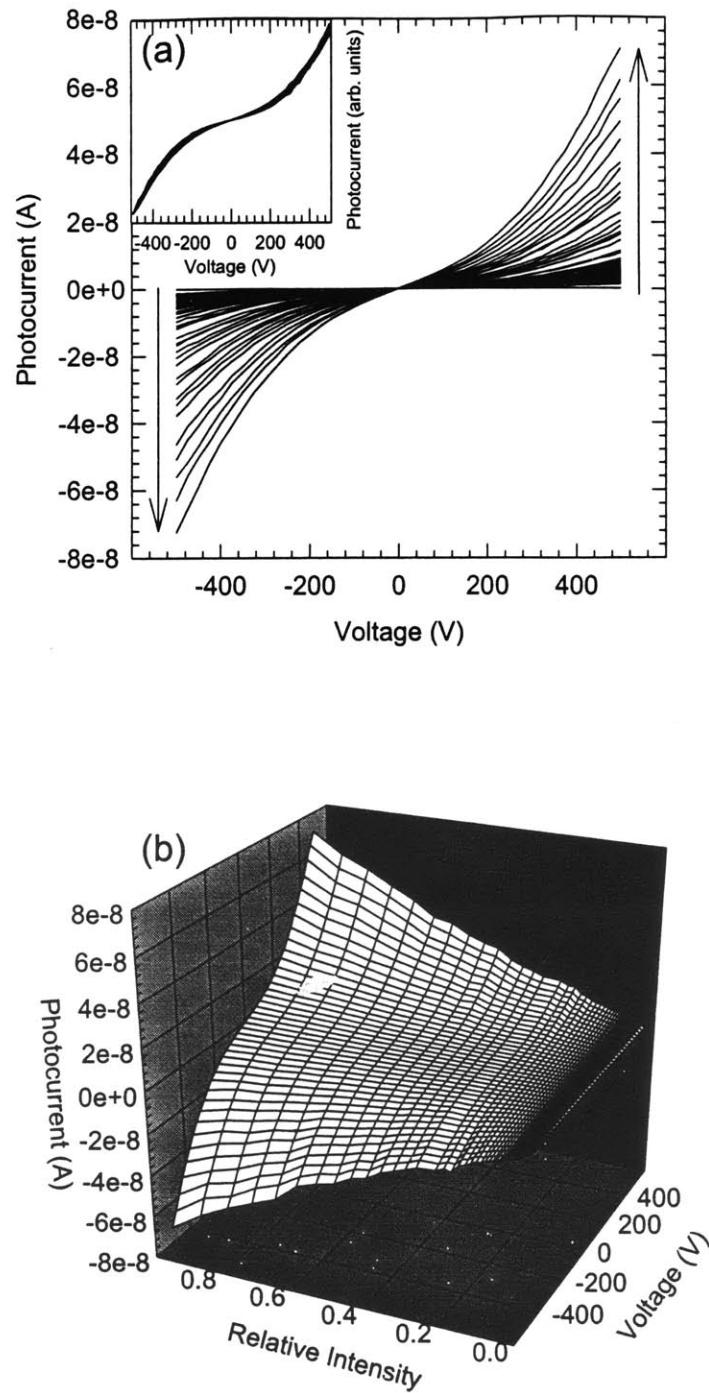 (a)
8e-8
6e-8
4e-8
2e-8
0e+0
-2e-8
-4e-8
-6e-8
-8e-8
Photocurrent (A)
-400 -200 0 200 400
Voltage (V)
Photocurrent (arb. units)
-400 -200 0 200 400
Voltage (V)
(b)
8e-8
6e-8
4e-8
2e-8
0e+0
-2e-8
-4e-8
-6e-8
-8e-8
Photocurrent (A)
0.8 0.6 0.4 0.2 0.0
Relative Intensity
400
200
0
-200
-400
Voltage (V)